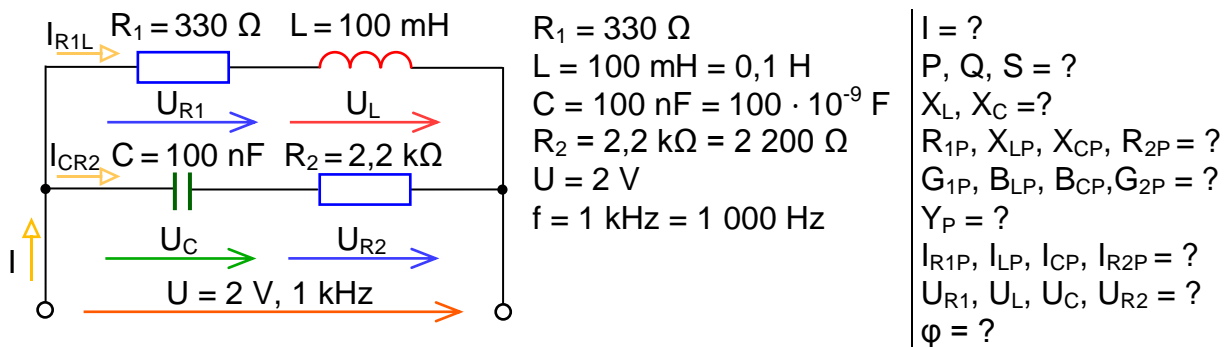 R₁ = 330 Ω L = 100 mH
I_R1L
U_R1 U_L
I_CR2 C = 100 nF R₂ = 2,2 kΩ
U_C U_R2
I
U = 2 V, 1 kHz
R₁ = 330 Ω
L = 100 mH = 0,1 H
C = 100 nF = 100 · 10⁻⁹ F
R₂ = 2,2 kΩ = 2 200 Ω
U = 2 V
f = 1 kHz = 1 000 Hz
I = ?
P, Q, S = ?
X_L, X_C =?
R_1P, X_LP, X_CP, R_2P = ?
G_1P, B_LP, B_CP,G_2P = ?
Y_P = ?
I_R1P, I_LP, I_CP, I_R2P = ?
U_R1, U_L, U_C, U_R2 = ?
φ = ?